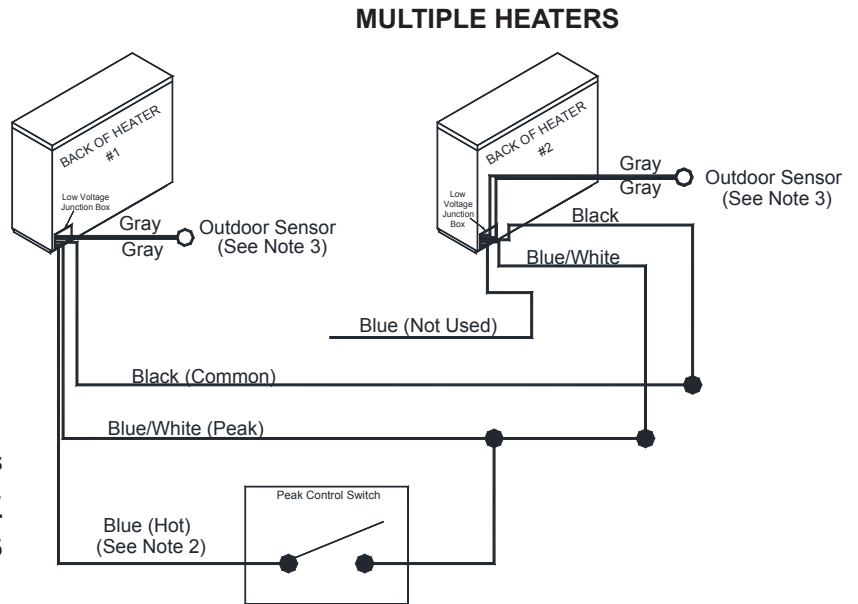 MULTIPLE HEATERS
BACK OF HEATER
#1
Low Voltage
Junction Box
Gray
Gray
Outdoor Sensor
(See Note 3)
BACK OF HEATER
#2
Low
Voltage
Junction
Box
Gray
Gray
Outdoor Sensor
(See Note 3)
Black
Blue/White
Blue (Not Used)
Black (Common)
Blue/White (Peak)
Peak Control Switch
Blue (Hot)
(See Note 2)